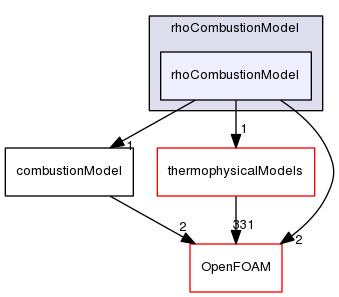 rhoCombustionModel
rhoCombustionModel
1
1
combustionModel
thermophysicalModels
2
331
2
OpenFOAM